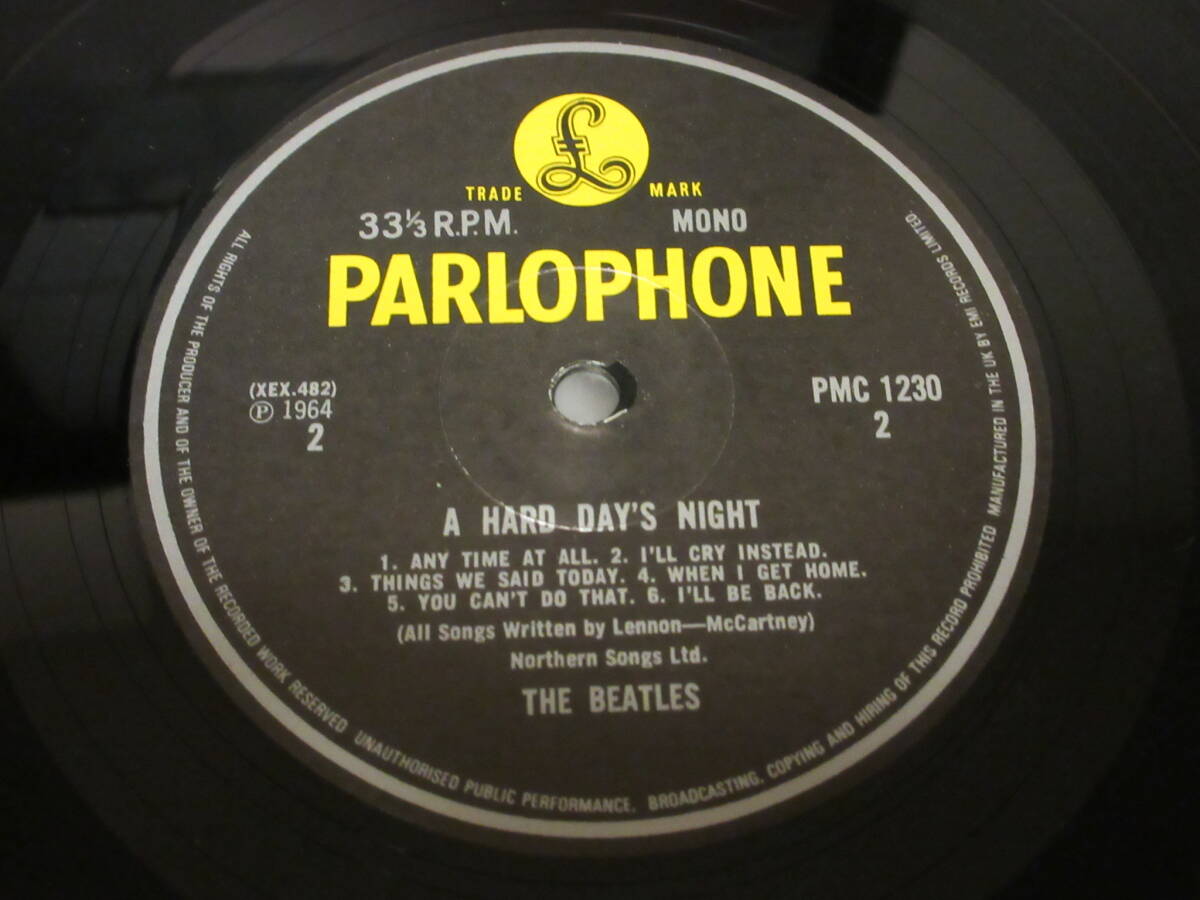 £
TRADE MARK
33⅓ R.P.M. MONO
PARLOPHONE
(XEX.482)
℗ 1964
2
PMC 1230
2
A HARD DAY'S NIGHT
1. ANY TIME AT ALL. 2. I'LL CRY INSTEAD.
3. THINGS WE SAID TODAY. 4. WHEN I GET HOME.
5. YOU CAN'T DO THAT. 6. I'LL BE BACK.
(All Songs Written by Lennon—McCartney)
Northern Songs Ltd.
THE BEATLES
ALL RIGHTS OF THE PRODUCER AND OF THE OWNER OF THE RECORDED WORK RESERVED UNAUTHORISED PUBLIC PERFORMANCE, BROADCASTING, COPYING AND HIRING OF THIS RECORD PROHIBITED MANUFACTURED IN THE UK BY EMI RECORDS LIMITED.